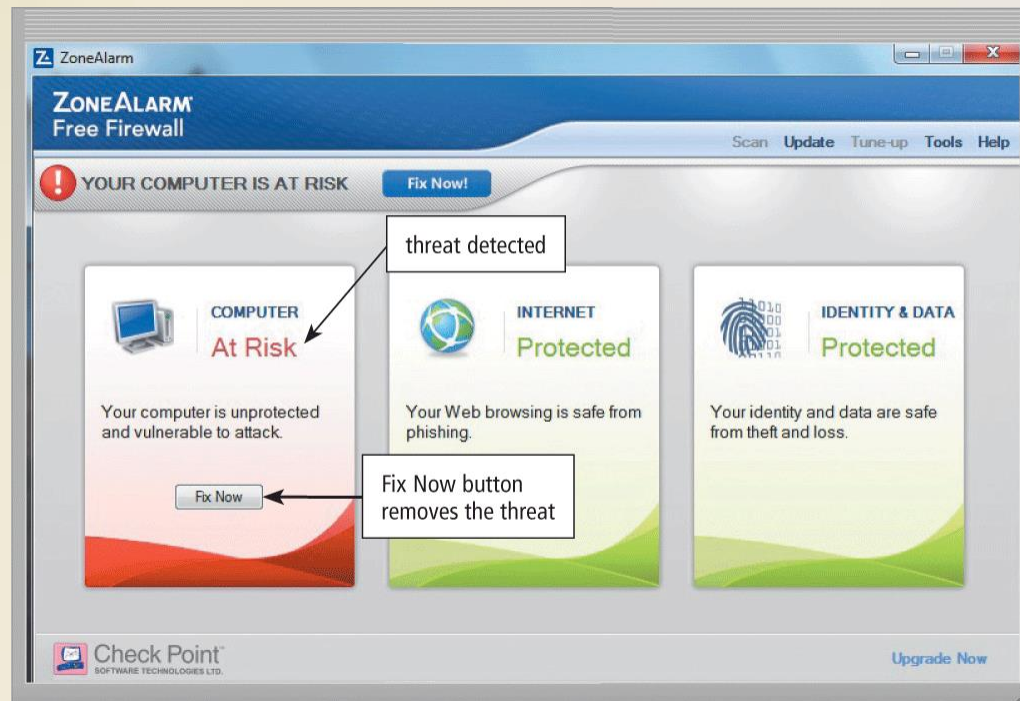 ZoneAlarm
ZONEALARM
Free Firewall
Scan Update Tune-up Tools Help
YOUR COMPUTER IS AT RISK Fix Now!
threat detected
COMPUTER
At Risk
Your computer is unprotected
and vulnerable to attack.
Fix Now
INTERNET
Protected
Your Web browsing is safe from
phishing.
Fix Now button
removes the threat
IDENTITY & DATA
Protected
Your identity and data are safe
from theft and loss.
Check Point
SOFTWARE TECHNOLOGIES LTD.
Upgrade Now